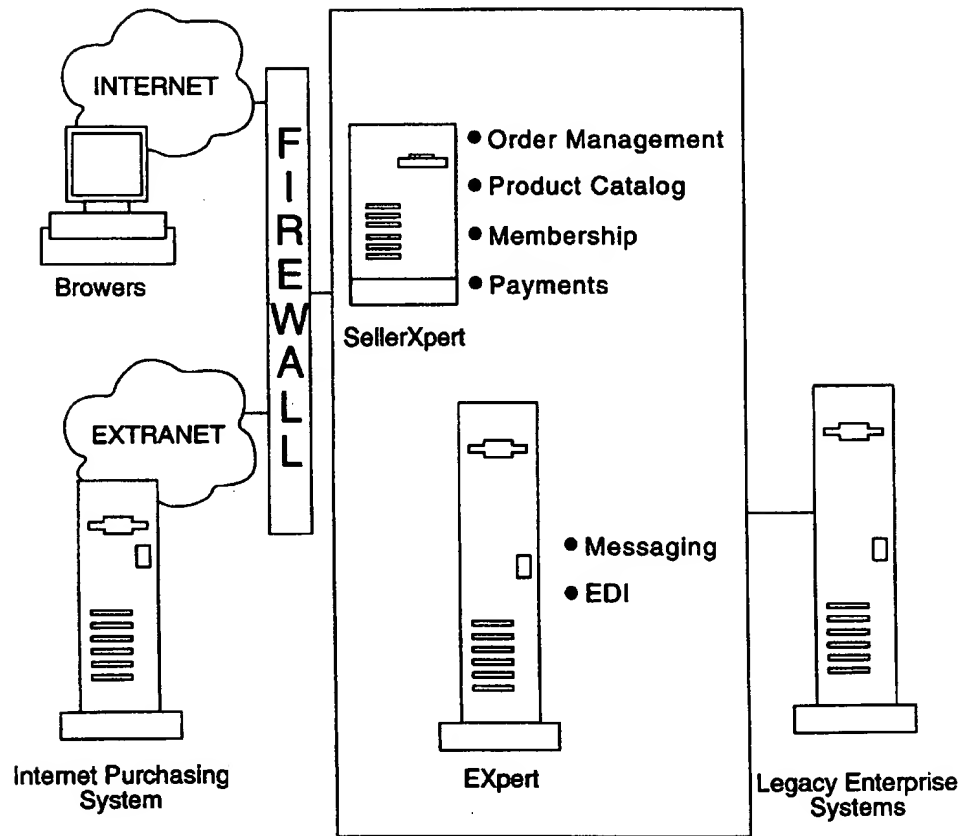 INTERNET
Browers
EXTRANET
Internet Purchasing
System
FIREWALL
• Order Management
• Product Catalog
• Membership
• Payments
SellerXpert
• Messaging
• EDI
EXpert
Legacy Enterprise
Systems